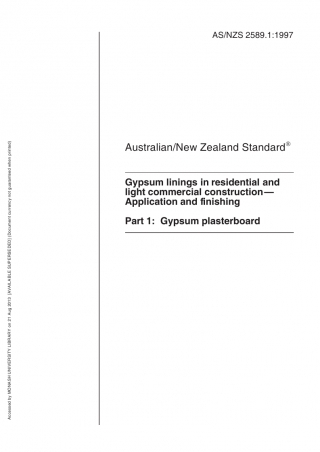 AS/NZS 2589.1:1997
Australian/New Zealand Standard®
Gypsum linings in residential and
light commercial construction—
Application and finishing
Part 1: Gypsum plasterboard
Accessed by MONASH UNIVERSITY LIBRARY on 21 Aug 2013 (AVAILABLE SUPERSEDED) (Document currency not guaranteed when printed)